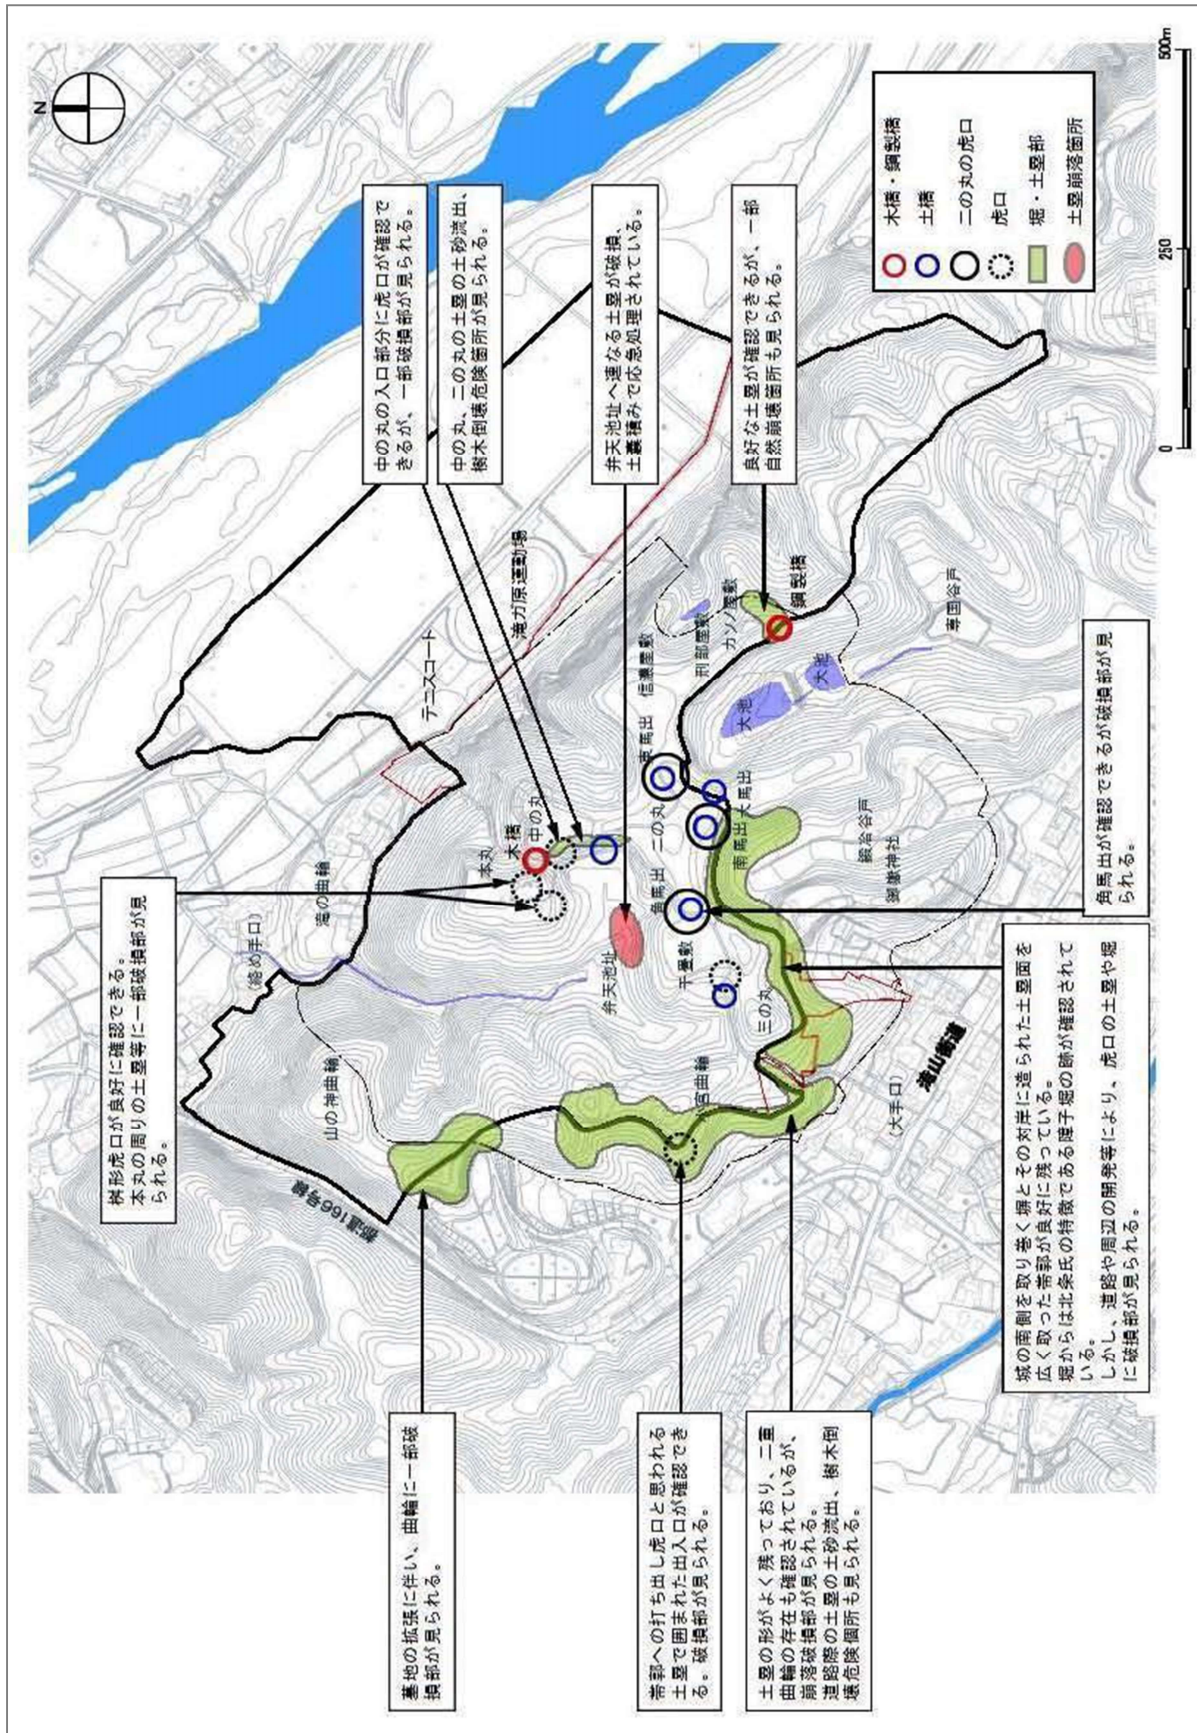 N
中の丸の入口部分に虎口が確認で
きるが、一部破損部が見られる。
中の丸、二の丸の土塁の土砂流出、
樹木倒壊危険箇所が見られる。
弁天池址へ連なる土塁が破損、
土嚢積みで応急処理されている。
良好な土塁が確認できるが、一部
自然崩壊箇所も見られる。
木橋・鋼製橋
土橋
二の丸の虎口
虎口
堀・土塁部
土塁崩落箇所
0
250
500m
桝形虎口が良好に確認できる。
本丸の周りの土塁等に一部破損部が見
られる。
テニスコート
滝ガ原運動場
滝の曲輪
(搦め手口)
山の神曲輪
都道166号線
本丸
木橋
中の丸
弁天池址
二の丸
角馬出
東馬出
信濃屋敷
刑部屋敷
カゾノ屋敷
鋼製橋
千畳敷
三の丸
南馬出
大馬出
大池
大池
宮曲輪
鍛冶谷戸
御嶽神社
(大手口)
滝山街道
角馬出が確認できるが破損部が見
られる。
城の南側を取り巻く塀とその対岸に造られた土塁面を
広く取った帯郭が良好に残っている。
堀からは北条氏の特徴である障子堀の跡が確認されて
いる。
しかし、道路や周辺の開発等により、虎口の土塁や堀
に破損部が見られる。
墓地の拡張に伴い、曲輪に一部破
損部が見られる。
帯郭への打ち出し虎口と思われる
土塁で囲まれた出入口が確認でき
る。破損部が見られる。
土塁の形がよく残っており、二重
曲輪の存在も確認されているが、
崩落破損部が見られる。
道路際の土塁の土砂流出、樹木倒
壊危険個所も見られる。